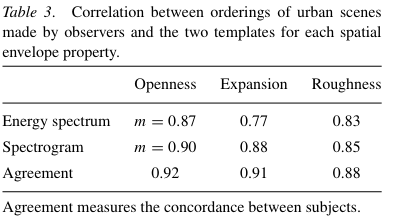 Table 3. Correlation between orderings of urban scenes
made by observers and the two templates for each spatial
envelope property.
Openness Expansion Roughness
Energy spectrum m = 0.87 0.77 0.83
Spectrogram m = 0.90 0.88 0.85
Agreement 0.92 0.91 0.88
Agreement measures the concordance between subjects.